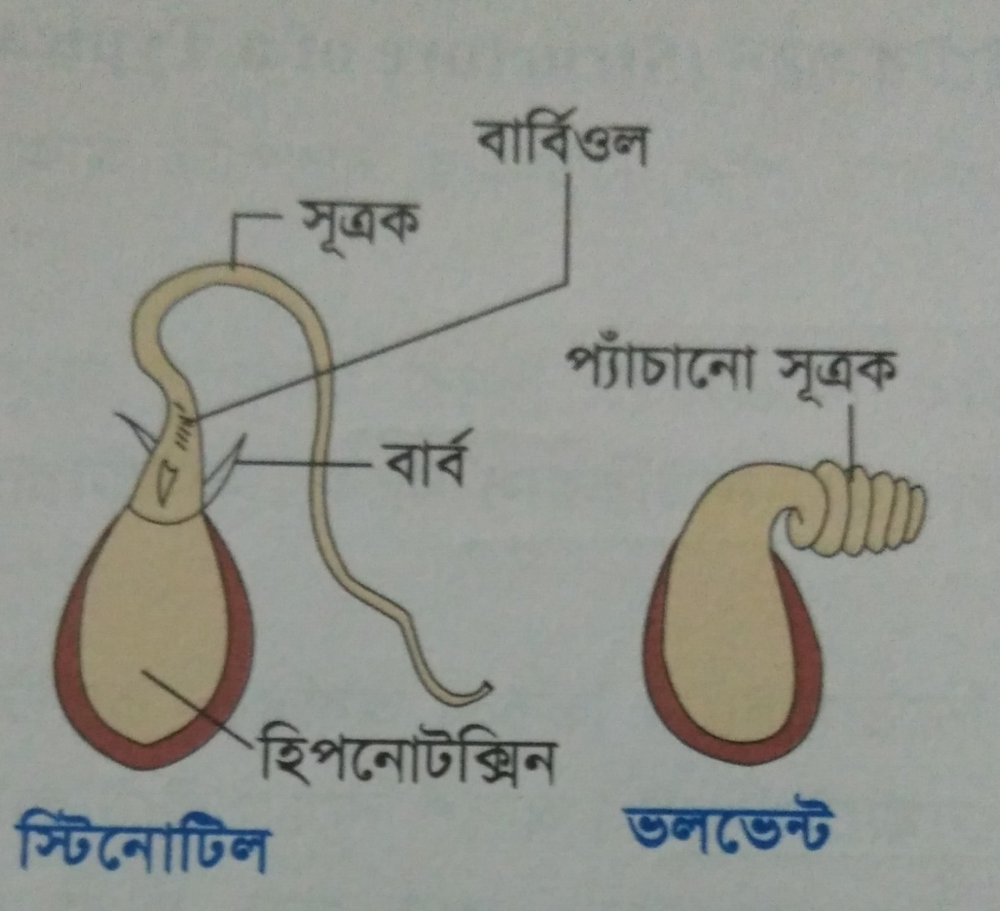 বার্বিওল
সূত্রক
প্যাঁচানো সূত্রক
বার্ব
হিপনোটক্সিন
স্টিনোটিল
ভলভেন্ট